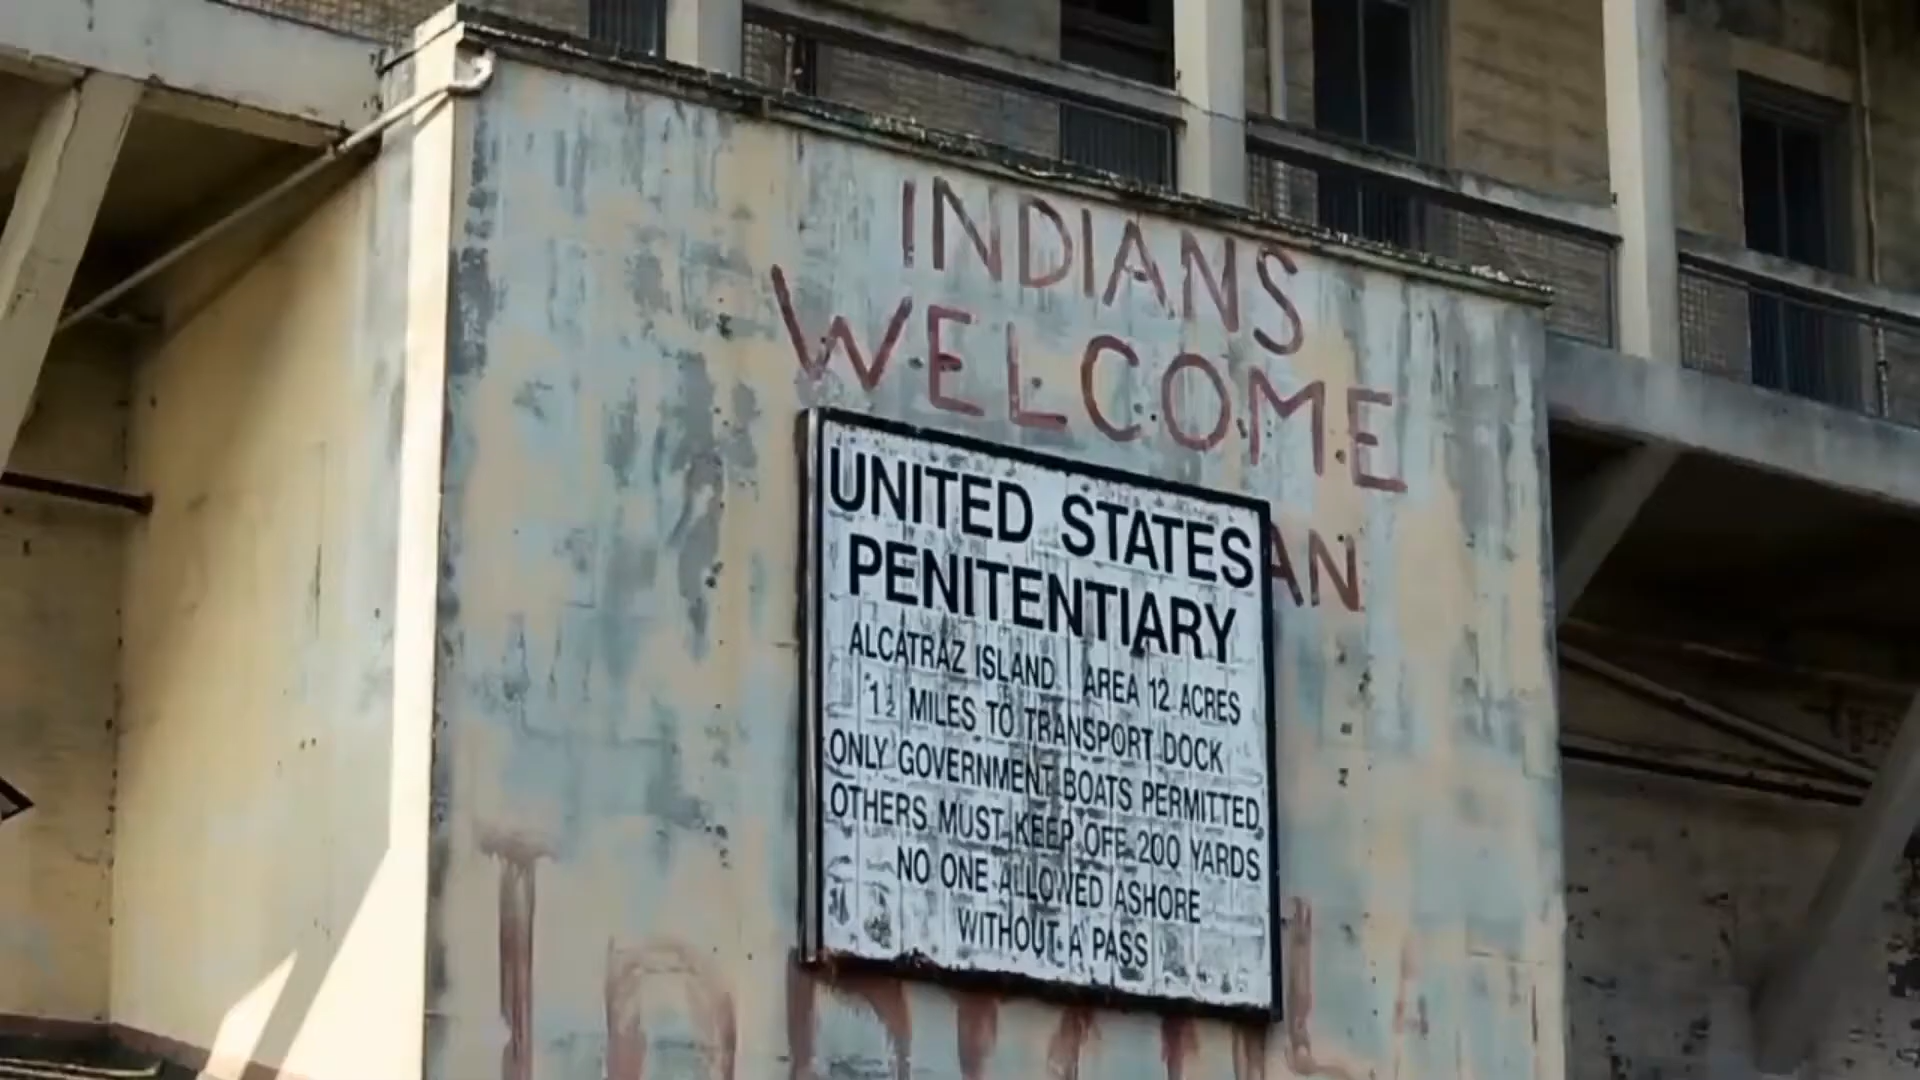 INDIANS
WELCOME
UNITED STATES
PENITENTIARY
ALCATRAZ ISLAND AREA 12 ACRES
1½ MILES TO TRANSPORT DOCK
ONLY GOVERNMENT BOATS PERMITTED
OTHERS MUST KEEP OFF 200 YARDS
NO ONE ALLOWED ASHORE
WITHOUT A PASS
AN